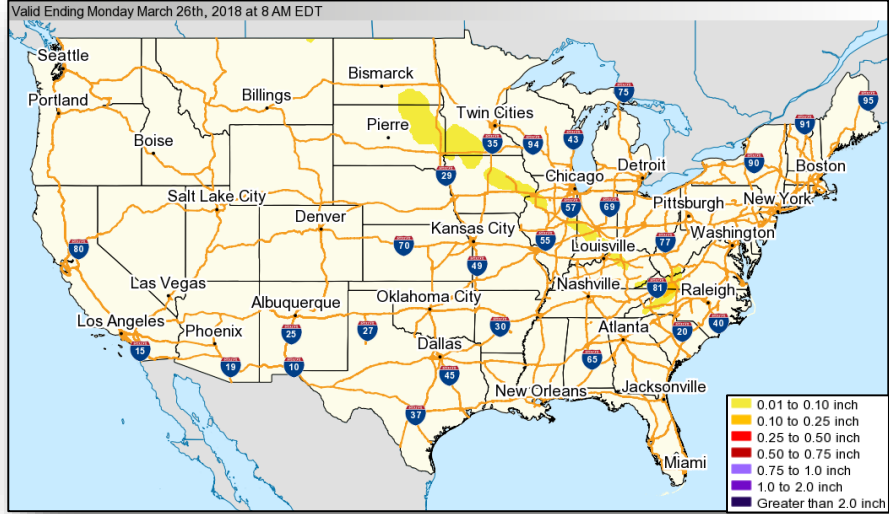 Valid Ending Monday March 26th, 2018 at 8 AM EDT
Seattle
Portland
Billings
Bismarck
Pierre
Twin Cities
Boise
Salt Lake City
Denver
Chicago
Detroit
Boston
New York
Pittsburgh
Washington
Kansas City
Louisville
Las Vegas
Albuquerque
Oklahoma City
Nashville
Raleigh
Los Angeles
Phoenix
Dallas
Atlanta
New Orleans
Jacksonville
Miami
75
95
91
35
94
43
90
29
57
69
80
70
55
77
49
81
25
27
30
20
40
15
19
10
45
65
37
0.01 to 0.10 inch
0.10 to 0.25 inch
0.25 to 0.50 inch
0.50 to 0.75 inch
0.75 to 1.0 inch
1.0 to 2.0 inch
Greater than 2.0 inch